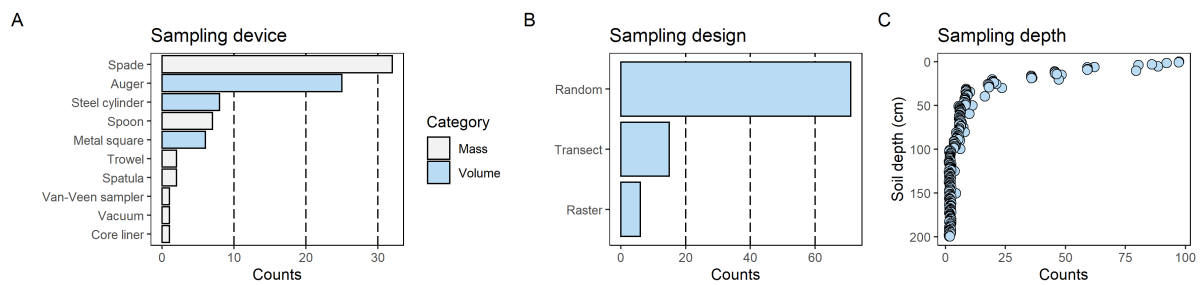 A
Sampling device
Spade
Auger
Steel cylinder
Spoon
Metal square
Trowel
Spatula
Van-Veen sampler
Vacuum
Core liner
0 10 20 30
Counts
Category
Mass
Volume
B
Sampling design
Random
Transect
Raster
0 20 40 60
Counts
C
Sampling depth
Soil depth (cm)
0
50
100
150
200
0 25 50 75 100
Counts